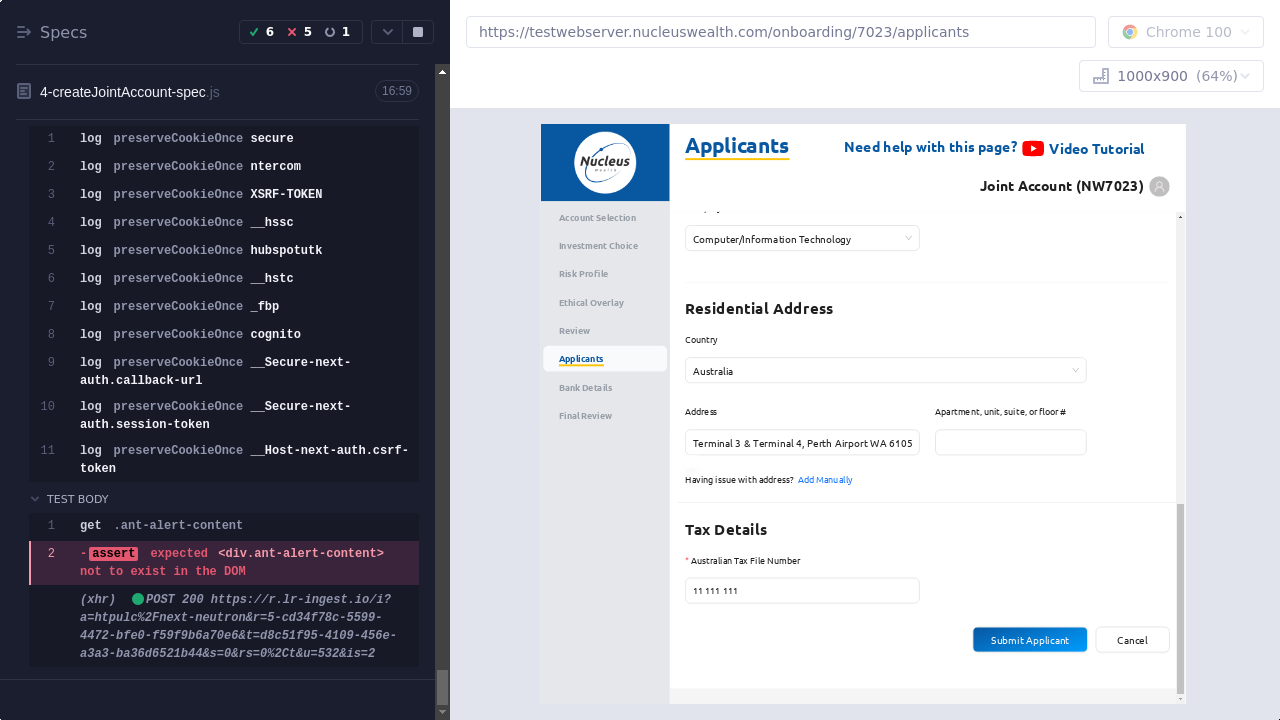 Specs
6
5
1
4-createJointAccount-spec.js
16:59
1 log preserveCookieOnce secure
2 log preserveCookieOnce ntercom
3 log preserveCookieOnce XSRF-TOKEN
4 log preserveCookieOnce __hssc
5 log preserveCookieOnce hubspotutk
6 log preserveCookieOnce __hstc
7 log preserveCookieOnce _fbp
8 log preserveCookieOnce cognito
9 log preserveCookieOnce __Secure-next-
auth.callback-url
10 log preserveCookieOnce __Secure-next-
auth.session-token
11 log preserveCookieOnce __Host-next-auth.csrf-
token
TEST BODY
1 get .ant-alert-content
2 -assert expected <div.ant-alert-content>
not to exist in the DOM
(xhr) POST 200 https://r.lr-ingest.io/i?
a=htpulc%2Fnext-neutron&r=5-cd34f78c-5599-
4472-bfe0-f59f9b6a70e6&t=d8c51f95-4109-456e-
a3a3-ba36d6521b44&s=0&rs=0%2Ct&u=532&is=2
https://testwebserver.nucleuswealth.com/onboarding/7023/applicants
Chrome 100
1000x900 (64%)
Nucleus
Wealth
Account Selection
Investment Choice
Risk Profile
Ethical Overlay
Review
Applicants
Bank Details
Final Review
Applicants
Need help with this page? Video Tutorial
Joint Account (NW7023)
Computer/Information Technology
Residential Address
Country
Australia
Address
Apartment, unit, suite, or floor #
Terminal 3 & Terminal 4, Perth Airport WA 6105
Having issue with address? Add Manually
Tax Details
* Australian Tax File Number
11 111 111
Submit Applicant
Cancel